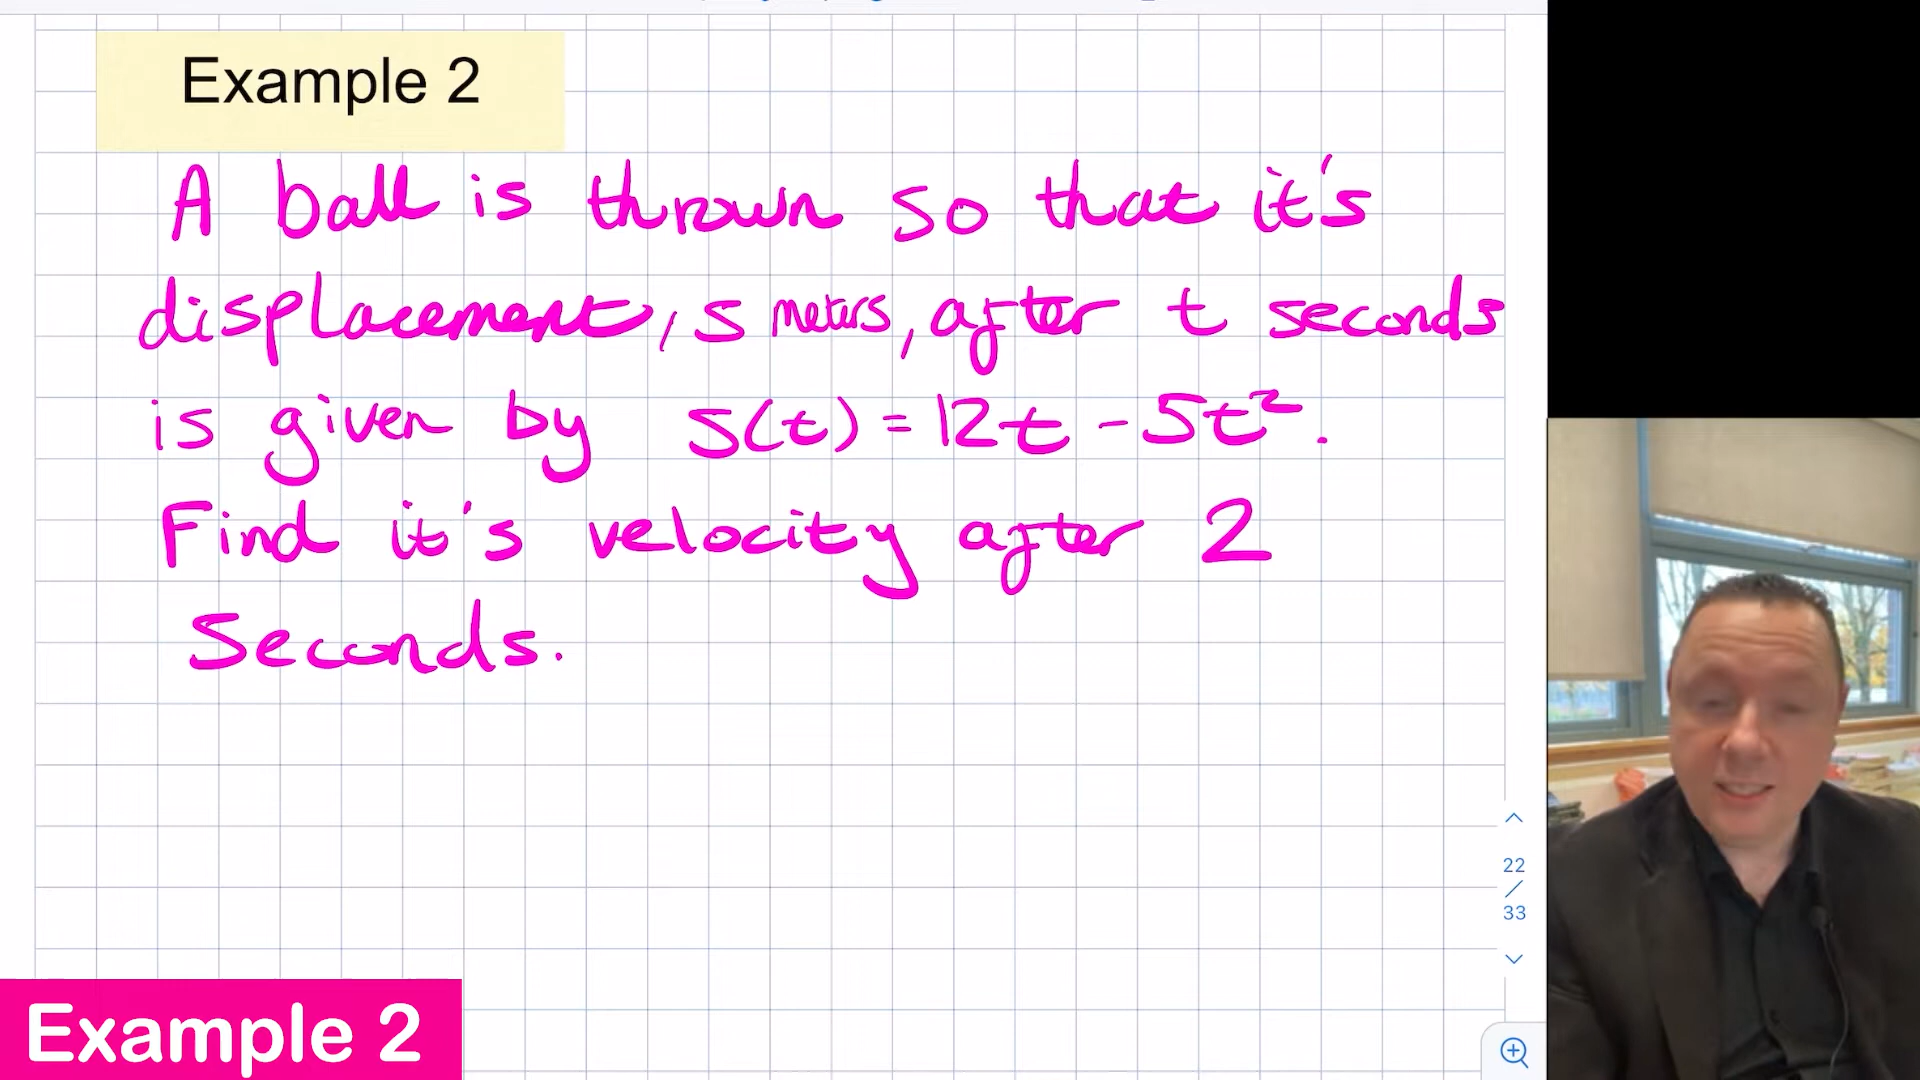 Example 2
A ball is thrown so that it's
displacement, s meters, after t seconds
is given by s(t) = 12t - 5t².
Find it's velocity after 2
Seconds.
22
/
33
Example 2